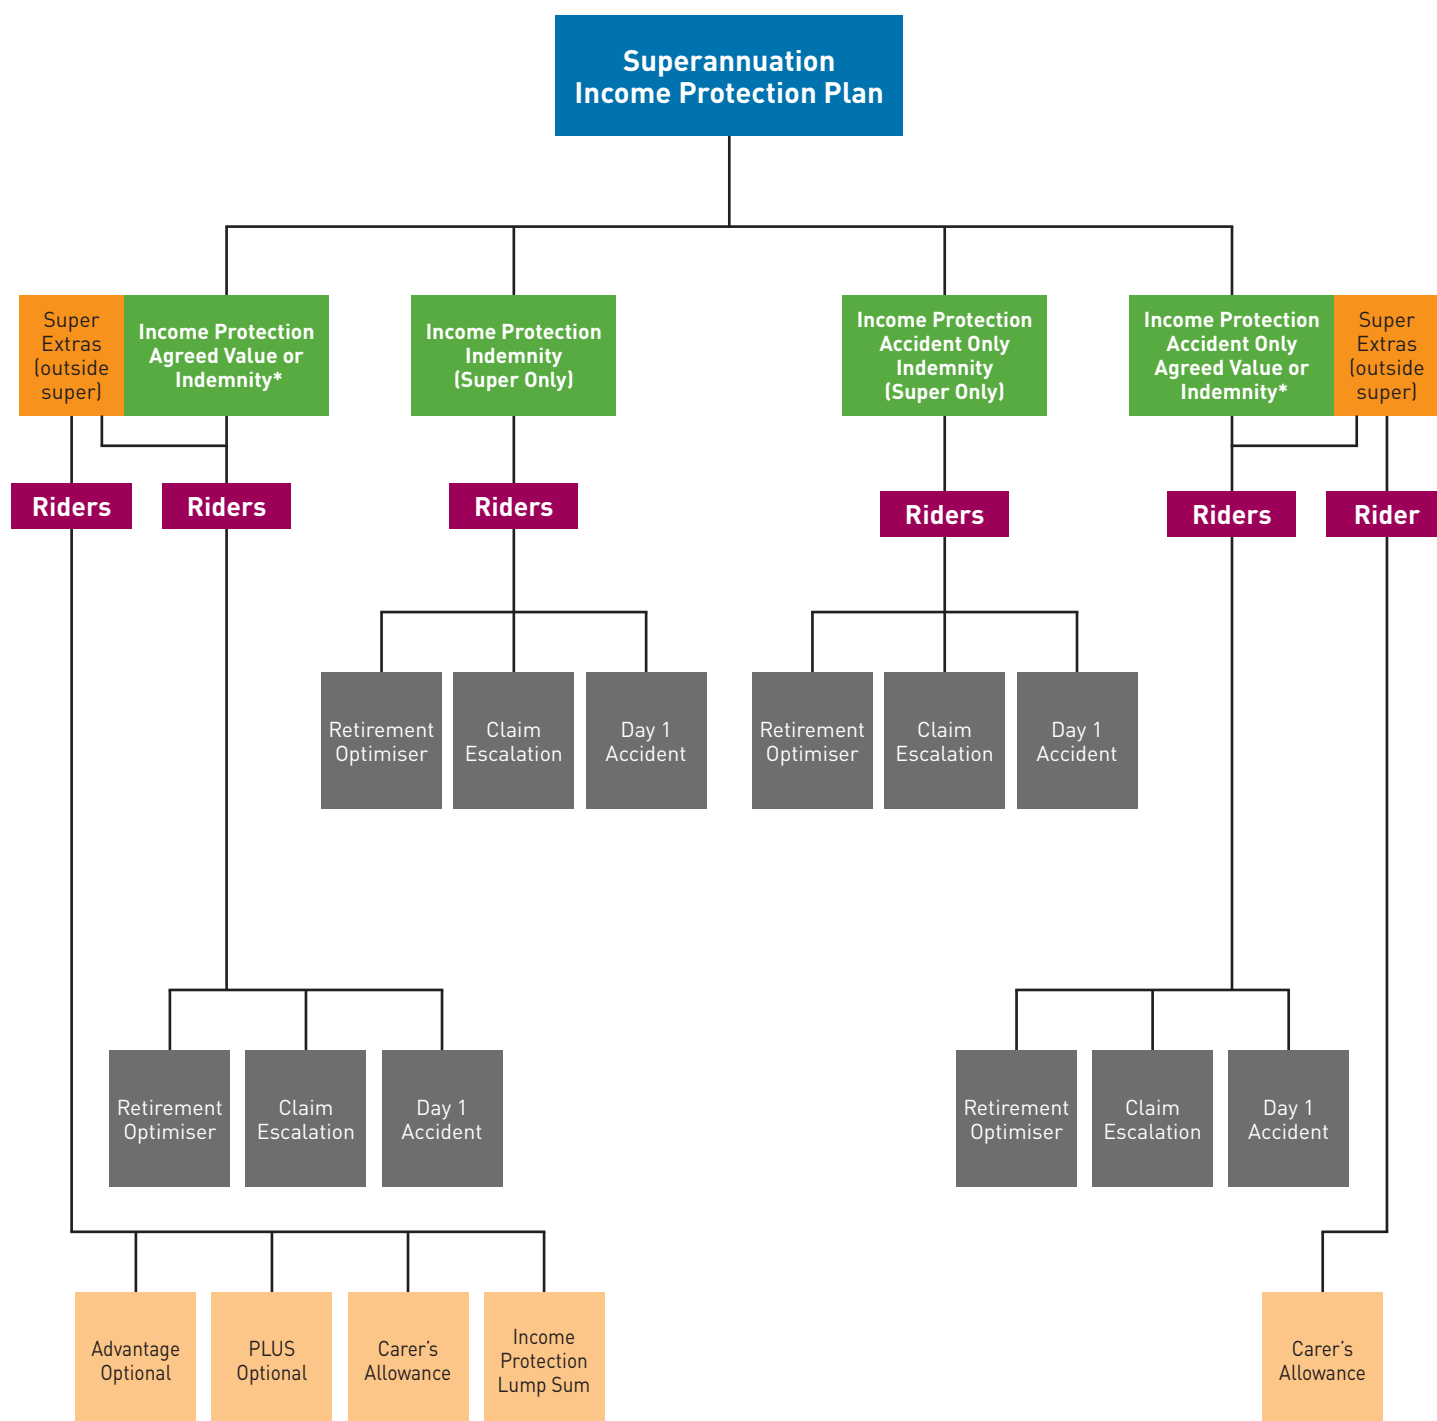 Superannuation
Income Protection Plan
Super
Extras
(outside
super)
Income Protection
Agreed Value or
Indemnity*
Income Protection
Indemnity
(Super Only)
Income Protection
Accident Only
Indemnity
(Super Only)
Income Protection
Accident Only
Agreed Value or
Indemnity*
Super
Extras
(outside
super)
Riders
Riders
Riders
Riders
Riders
Rider
Retirement
Optimiser
Claim
Escalation
Day 1
Accident
Retirement
Optimiser
Claim
Escalation
Day 1
Accident
Retirement
Optimiser
Claim
Escalation
Day 1
Accident
Retirement
Optimiser
Claim
Escalation
Day 1
Accident
Advantage
Optional
PLUS
Optional
Carer’s
Allowance
Income
Protection
Lump Sum
Carer’s
Allowance